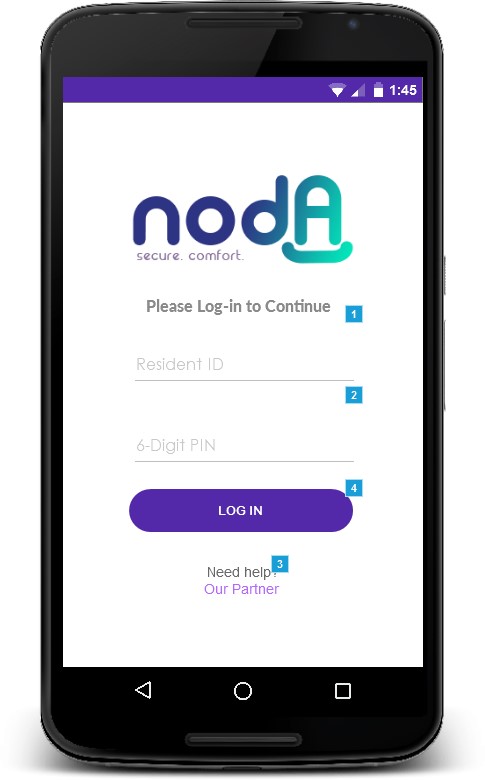 1:45
nodA
secure. comfort.
Please Log-in to Continue
1
Resident ID
2
6-Digit PIN
4
LOG IN
3
Need help?
Our Partner